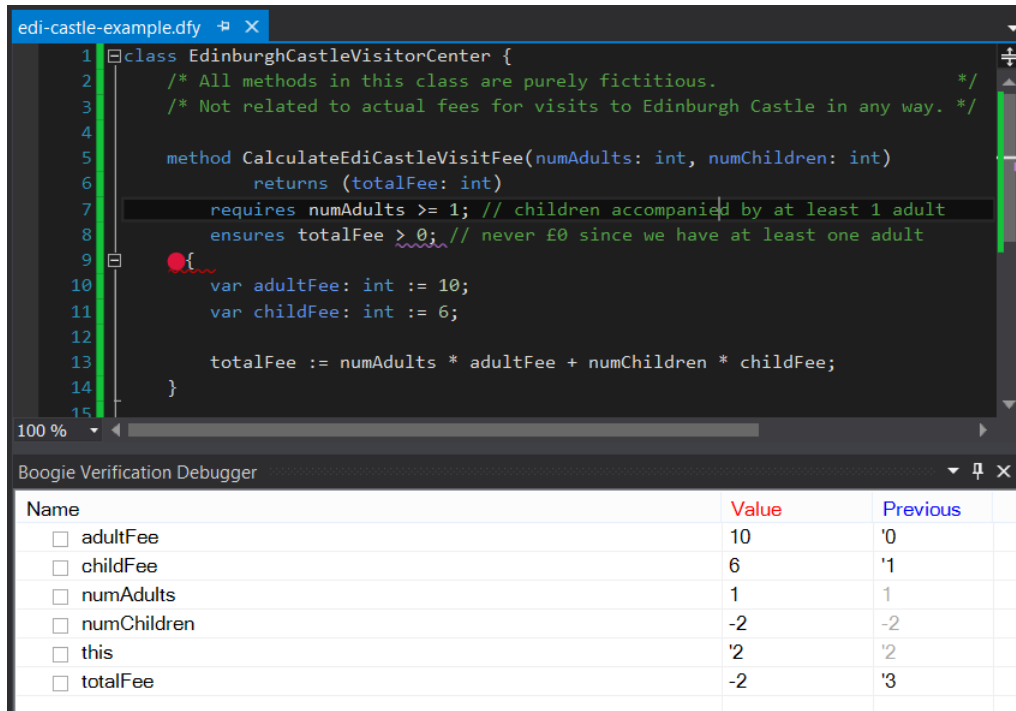 edi-castle-example.dfy
1 class EdinburghCastleVisitorCenter {
2 /* All methods in this class are purely fictitious. */
3 /* Not related to actual fees for visits to Edinburgh Castle in any way. */
4
5 method CalculateEdiCastleVisitFee(numAdults: int, numChildren: int)
6 returns (totalFee: int)
7 requires numAdults >= 1; // children accompanied by at least 1 adult
8 ensures totalFee > 0; // never £0 since we have at least one adult
9 {
10 var adultFee: int := 10;
11 var childFee: int := 6;
12
13 totalFee := numAdults * adultFee + numChildren * childFee;
14 }
15
100 %
Boogie Verification Debugger
Name Value Previous
adultFee 10 '0
childFee 6 '1
numAdults 1 1
numChildren -2 -2
this '2 '2
totalFee -2 '3